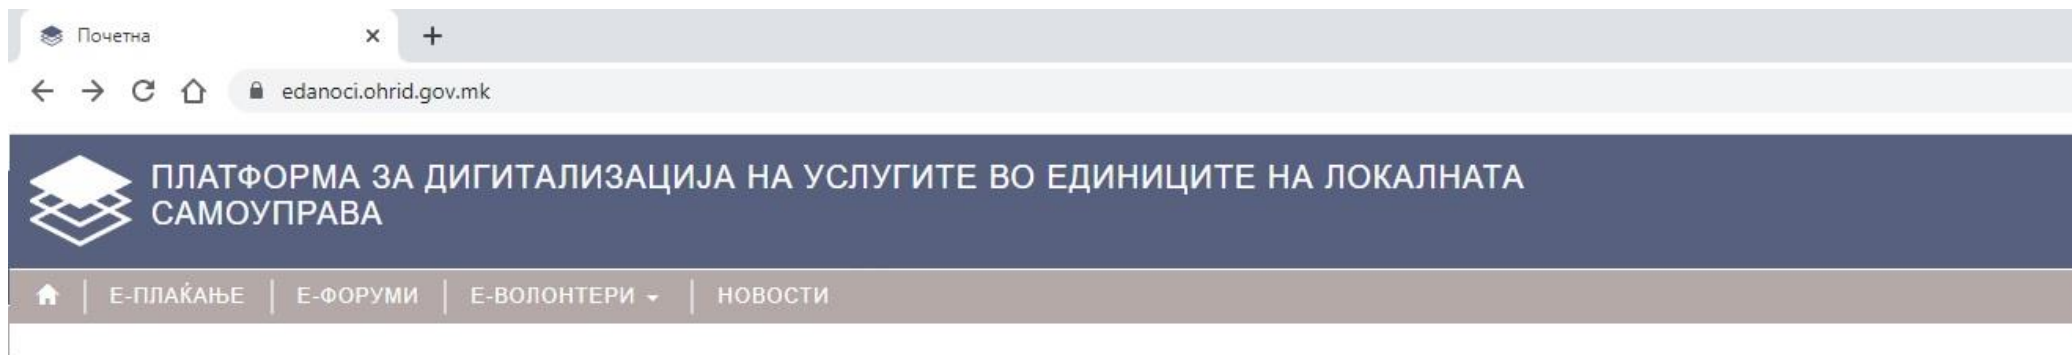 Почетна
edanoci.ohrid.gov.mk
ПЛАТФОРМА ЗА ДИГИТАЛИЗАЦИЈА НА УСЛУГИТЕ ВО ЕДИНИЦИТЕ НА ЛОКАЛНАТА
САМОУПРАВА
Е-ПЛАЌАЊЕ Е-ФОРУМИ Е-ВОЛОНТЕРИ НОВОСТИ